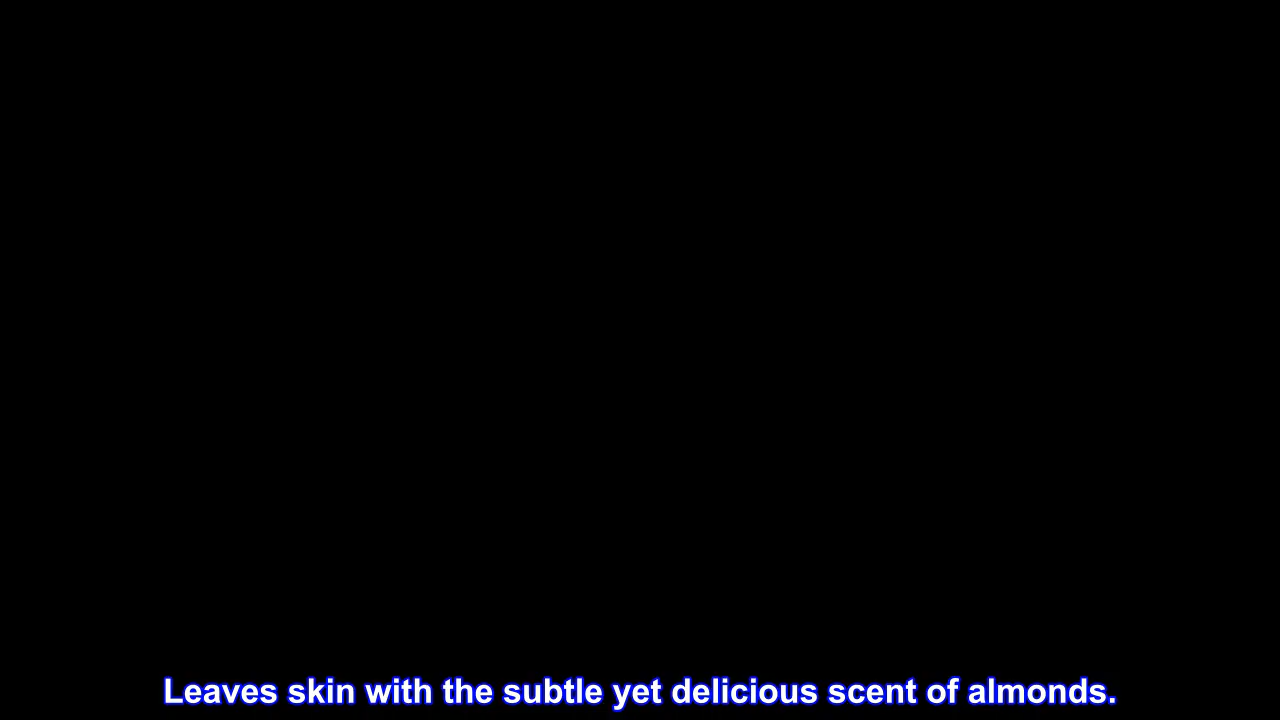 Leaves skin with the subtle yet delicious scent of almonds.